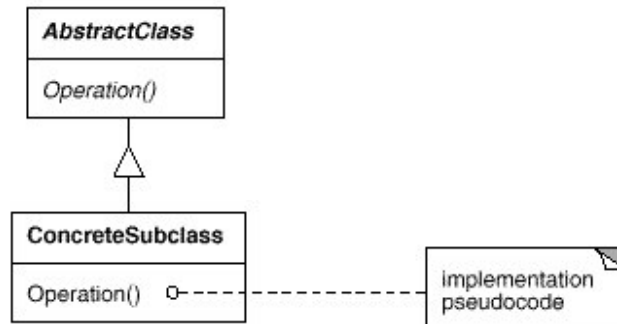 AbstractClass
Operation()
ConcreteSubclass
Operation()
implementation
pseudocode